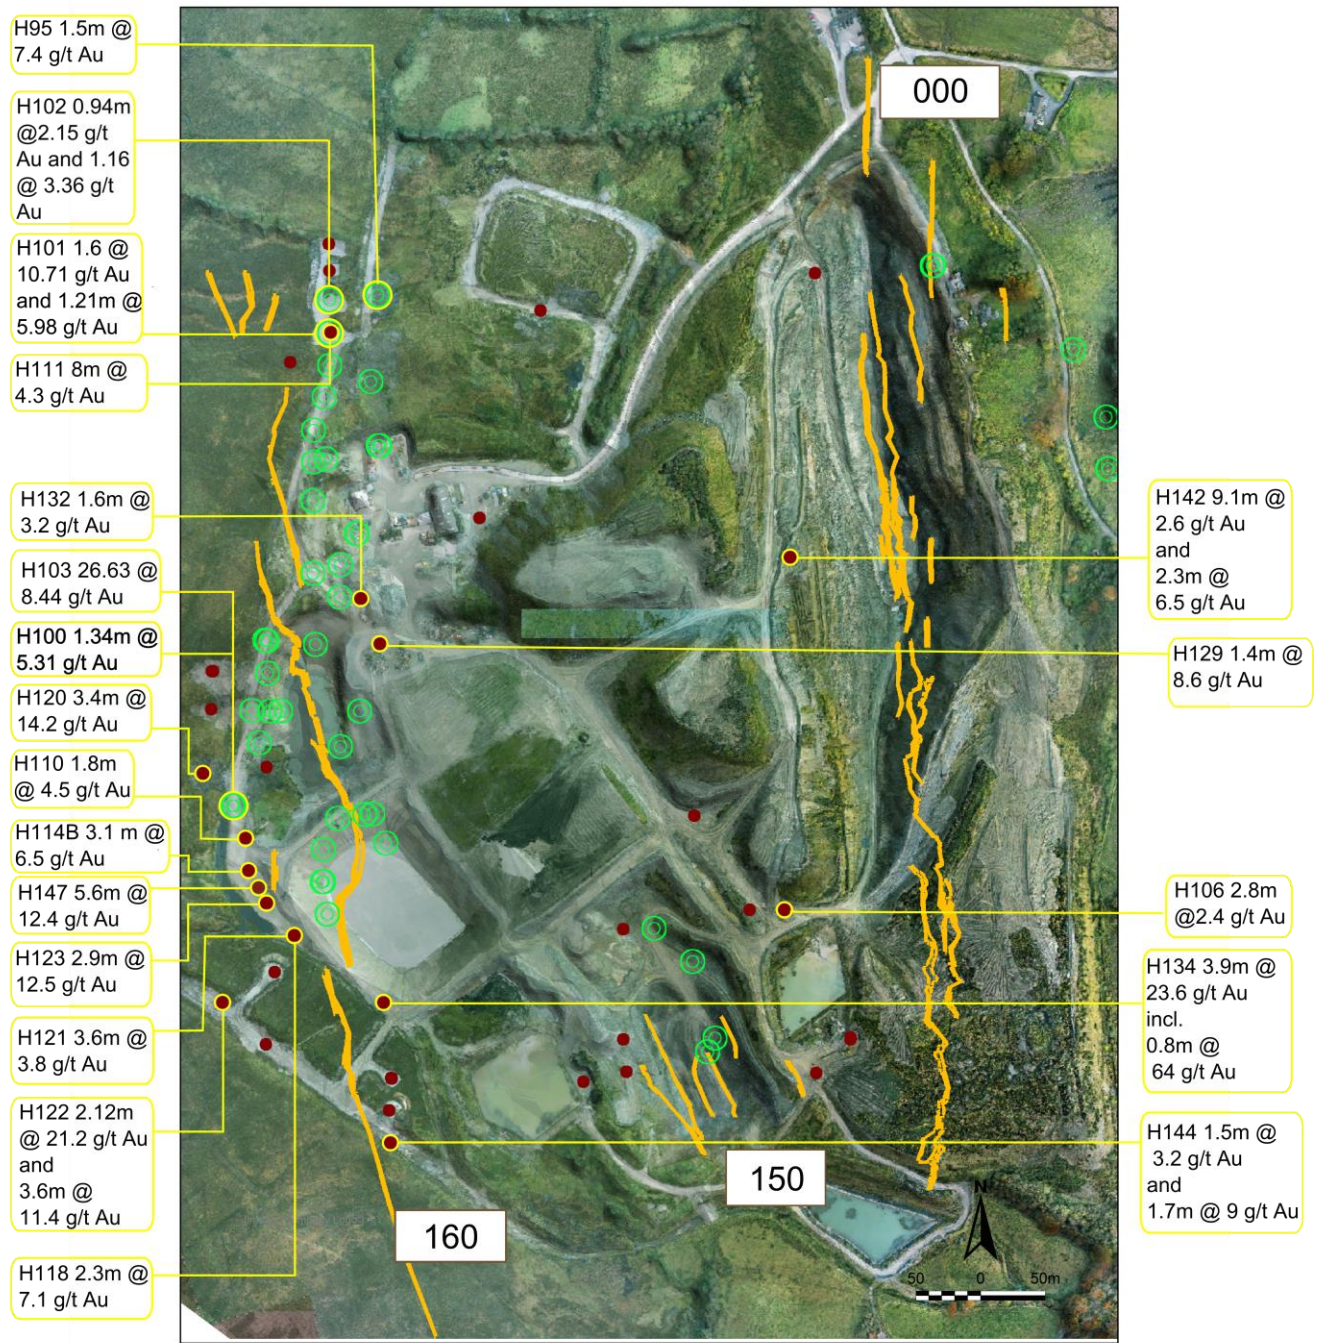 H95 1.5m @
7.4 g/t Au
H102 0.94m
@2.15 g/t
Au and 1.16
@ 3.36 g/t
Au
H101 1.6 @
10.71 g/t Au
and 1.21m @
5.98 g/t Au
H111 8m @
4.3 g/t Au
H132 1.6m @
3.2 g/t Au
H103 26.63 @
8.44 g/t Au
H100 1.34m @
5.31 g/t Au
H120 3.4m @
14.2 g/t Au
H110 1.8m
@ 4.5 g/t Au
H114B 3.1 m @
6.5 g/t Au
H147 5.6m @
12.4 g/t Au
H123 2.9m @
12.5 g/t Au
H121 3.6m @
3.8 g/t Au
H122 2.12m
@ 21.2 g/t Au
and
3.6m @
11.4 g/t Au
H118 2.3m @
7.1 g/t Au
000
160
150
N
50 0 50m
H142 9.1m @
2.6 g/t Au
and
2.3m @
6.5 g/t Au
H129 1.4m @
8.6 g/t Au
H106 2.8m
@2.4 g/t Au
H134 3.9m @
23.6 g/t Au
incl.
0.8m @
64 g/t Au
H144 1.5m @
3.2 g/t Au
and
1.7m @ 9 g/t Au